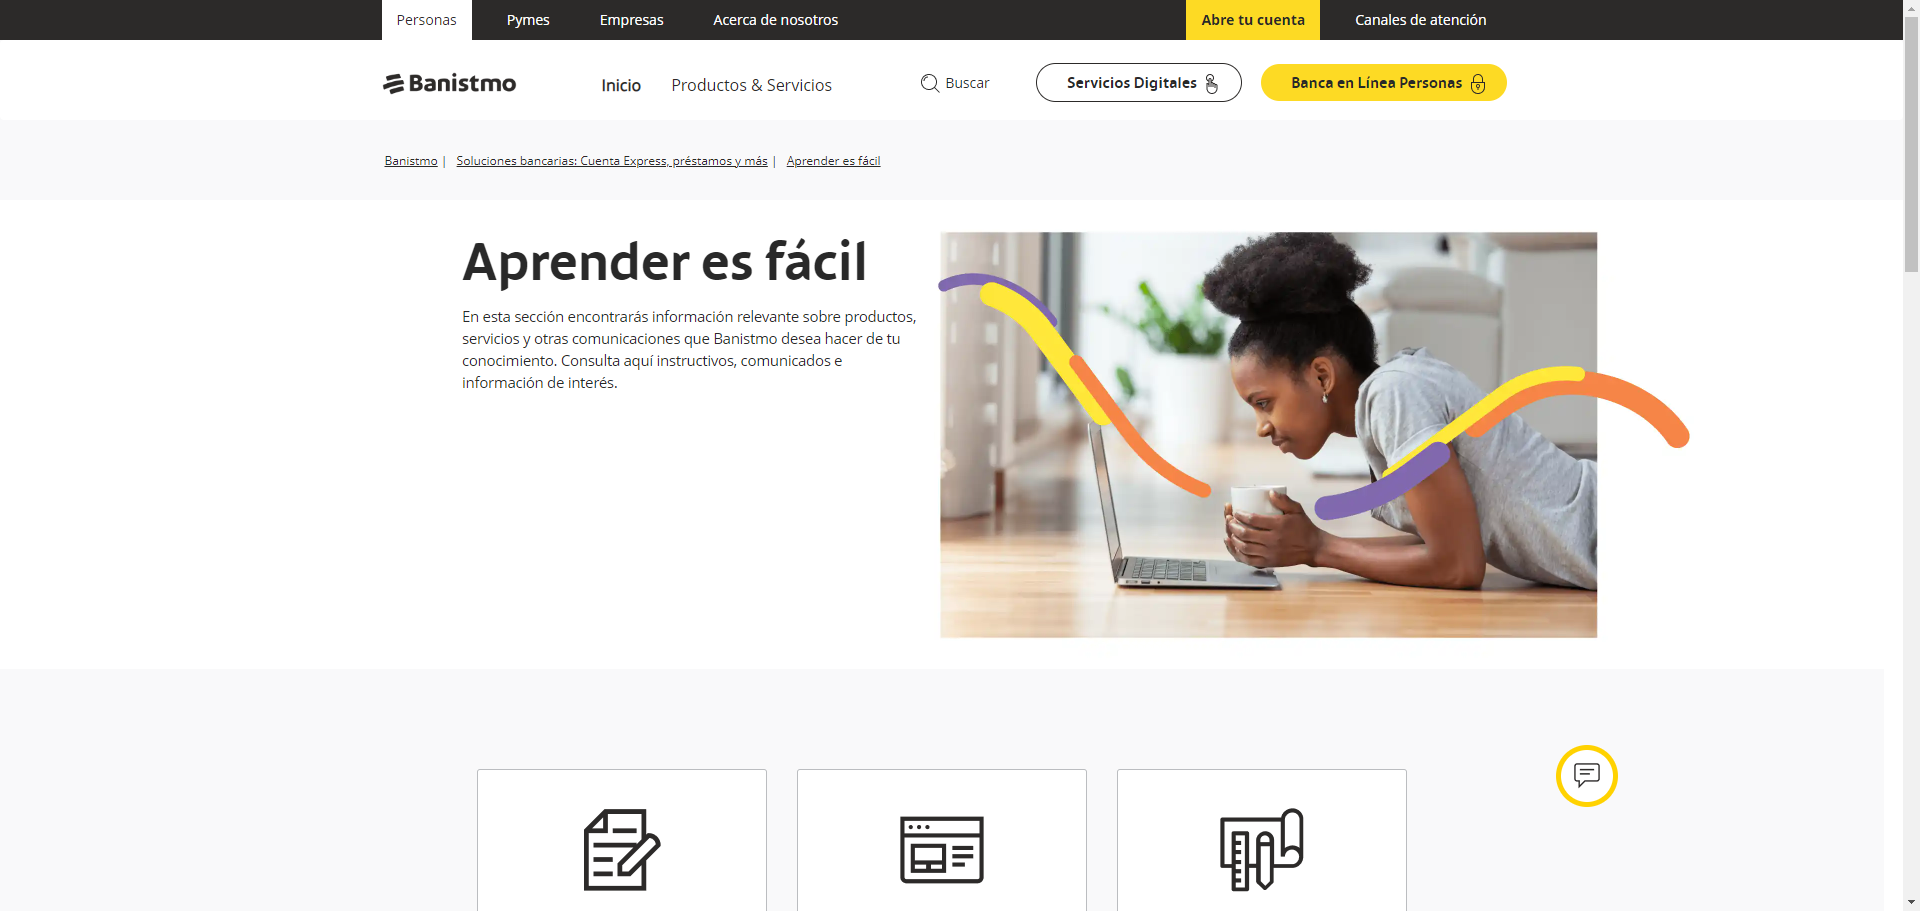 Personas Pymes Empresas Acerca de nosotros Abre tu cuenta Canales de atención
Banistmo Inicio Productos & Servicios Buscar Servicios Digitales Banca en Línea Personas
Banistmo | Soluciones bancarias: Cuenta Express, préstamos y más | Aprender es fácil
Aprender es fácil
En esta sección encontrarás información relevante sobre productos,
servicios y otras comunicaciones que Banistmo desea hacer de tu
conocimiento. Consulta aquí instructivos, comunicados e
información de interés.